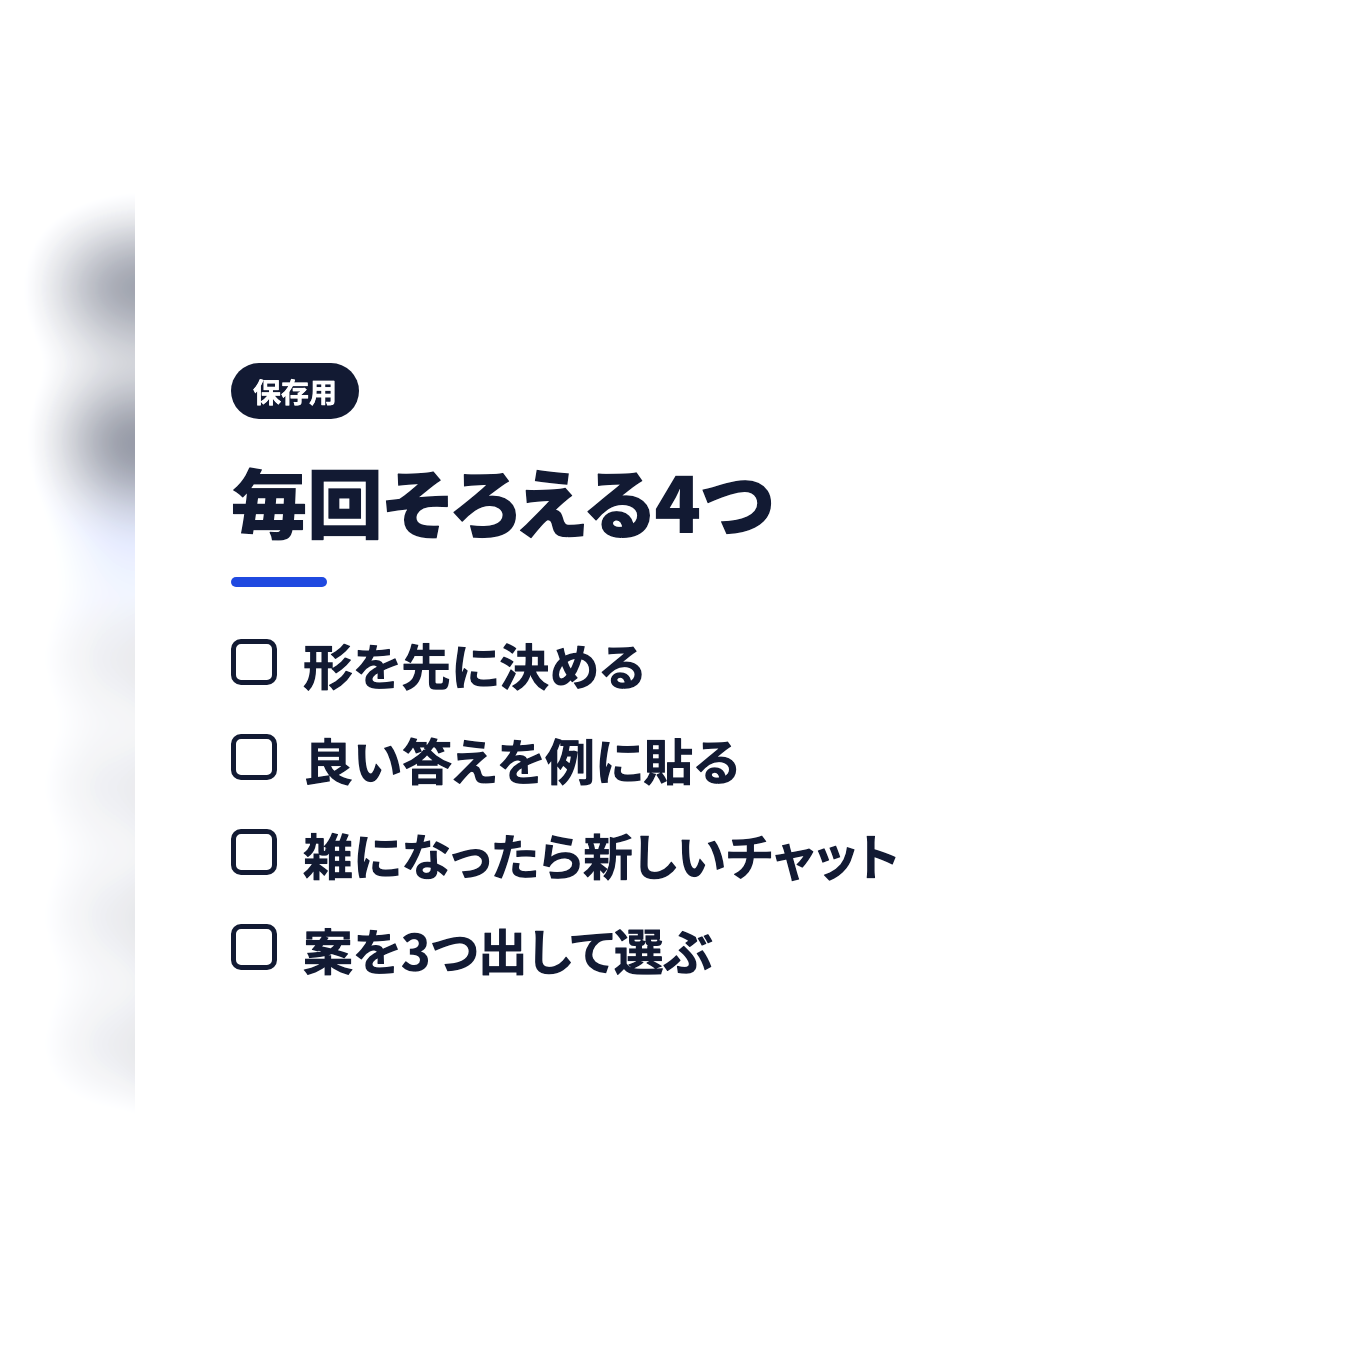 保存用
毎回そろえる4つ
形を先に決める
良い答えを例に貼る
雑になったら新しいチャット
案を3つ出して選ぶ